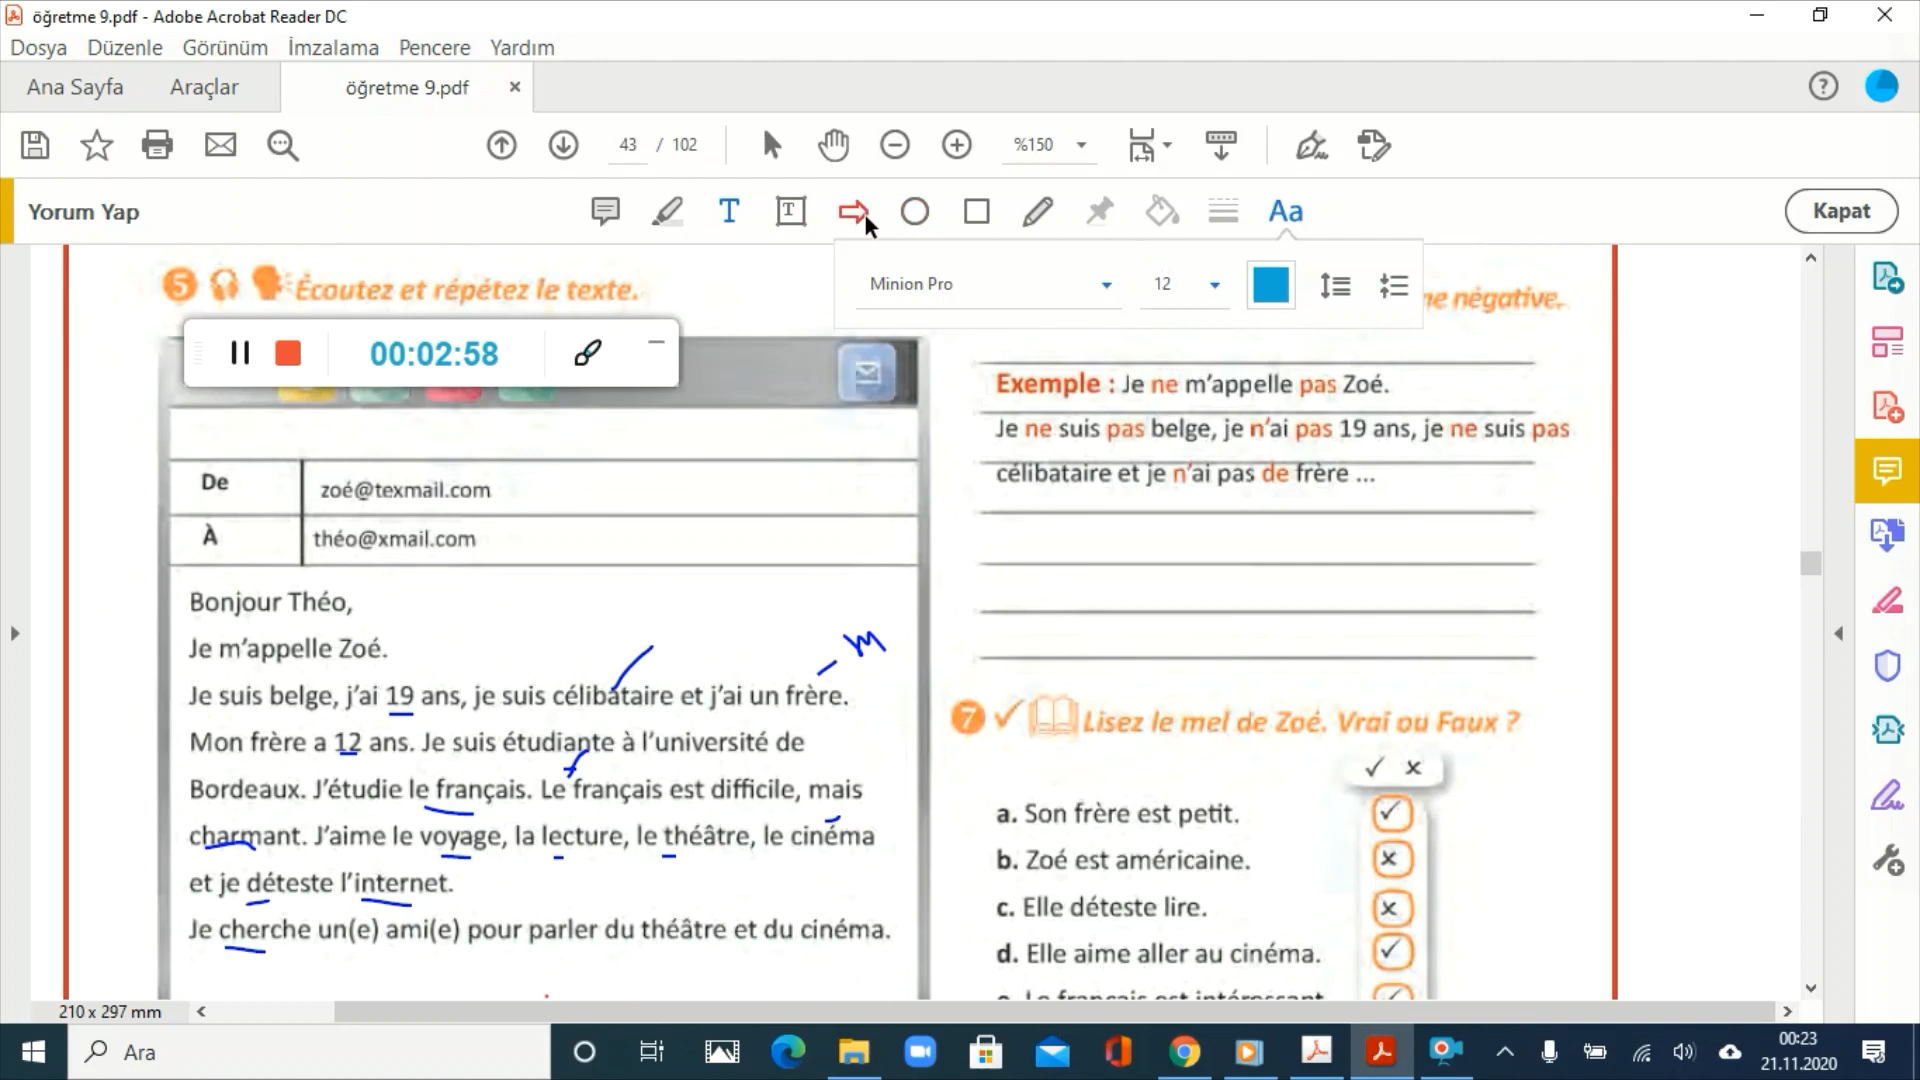 öğretme 9.pdf - Adobe Acrobat Reader DC
Dosya Düzenle Görünüm İmzalama Pencere Yardım
Ana Sayfa Araçlar öğretme 9.pdf ×
43 / 102 %150
Yorum Yap T T Aa Kapat
Minion Pro 12
5 Écoutez et répétez le texte.
ne négative.
00:02:58
De zoé@texmail.com
À théo@xmail.com
Bonjour Théo,
Je m'appelle Zoé.
m
Je suis belge, j'ai 19 ans, je suis célibataire et j'ai un frère.
Mon frère a 12 ans. Je suis étudiante à l'université de
Bordeaux. J'étudie le français. Le français est difficile, mais
charmant. J'aime le voyage, la lecture, le théâtre, le cinéma
et je déteste l'internet.
Je cherche un(e) ami(e) pour parler du théâtre et du cinéma.
Exemple : Je ne m'appelle pas Zoé.
Je ne suis pas belge, je n'ai pas 19 ans, je ne suis pas
célibataire et je n'ai pas de frère ...
7 ✓ Lisez le mel de Zoé. Vrai ou Faux ?
✓ ×
a. Son frère est petit. ✓
b. Zoé est américaine. ×
c. Elle déteste lire. ×
d. Elle aime aller au cinéma. ✓
e. Le français est intéressant. ✓
210 x 297 mm
Ara
00:23
21.11.2020